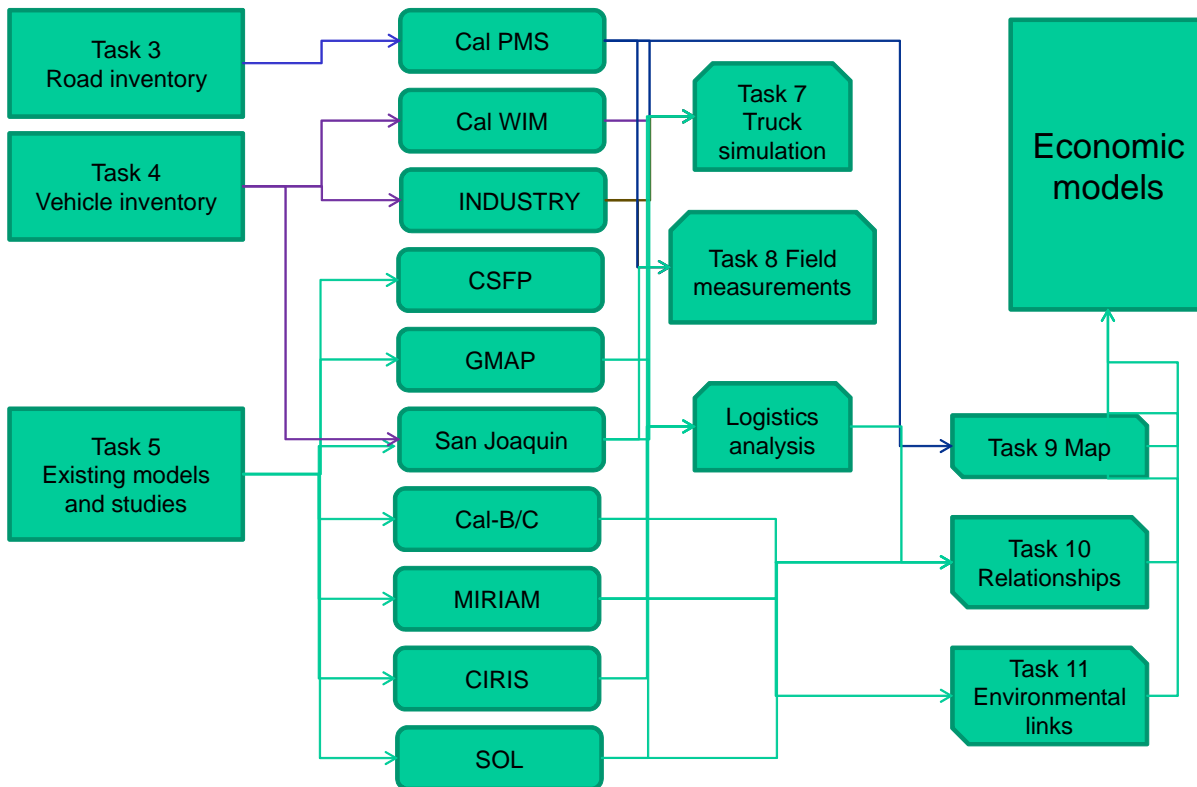 Task 3
Road inventory
Task 4
Vehicle inventory
Task 5
Existing models
and studies
Cal PMS
Cal WIM
INDUSTRY
CSFP
GMAP
San Joaquin
Cal-B/C
MIRIAM
CIRIS
SOL
Task 7
Truck
simulation
Task 8 Field
measurements
Logistics
analysis
Economic
models
Task 9 Map
Task 10
Relationships
Task 11
Environmental
links